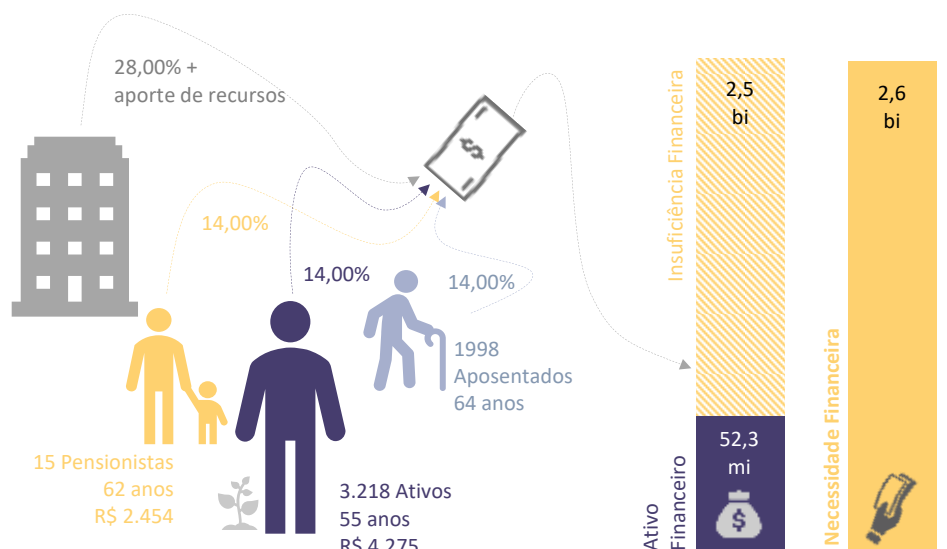 28,00% +
aporte de recursos
14,00%
14,00%
14,00%
1998
Aposentados
64 anos
15 Pensionistas
62 anos
R$ 2.454
3.218 Ativos
55 anos
R$ 4.275
Insuficiência Financeira
2,5
bi
Ativo
Financeiro
52,3
mi
$
$
Necessidade Financeira
2,6
bi